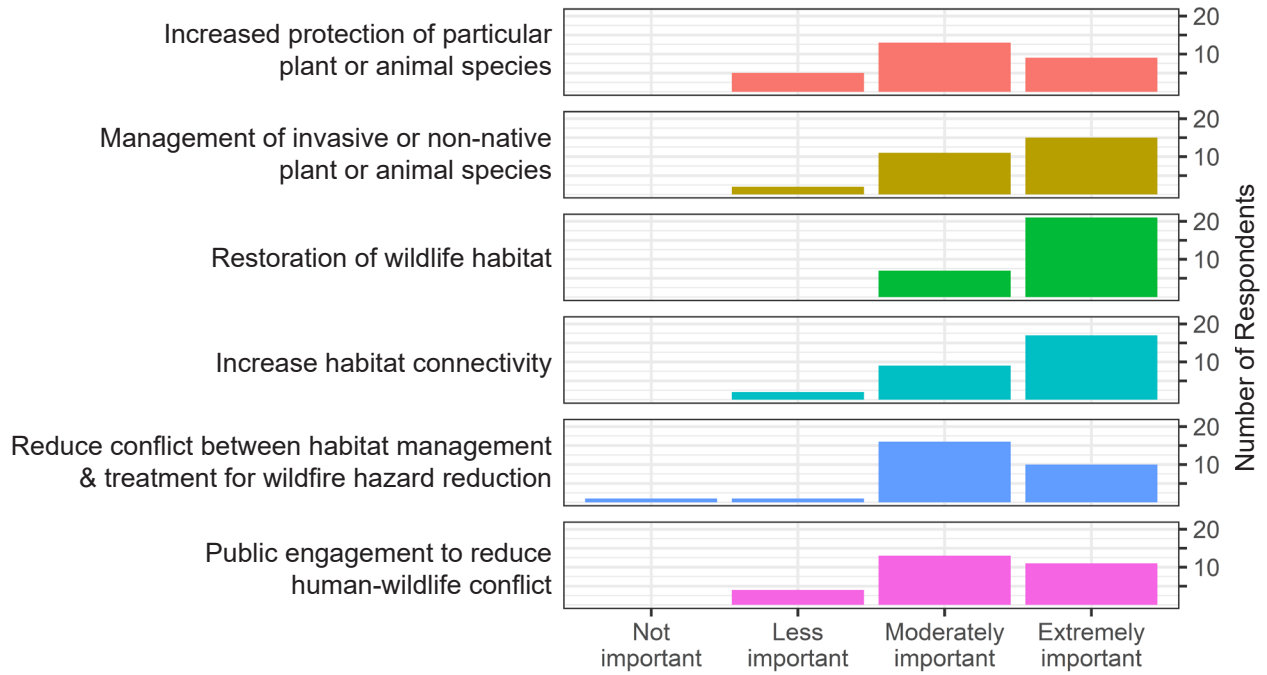 Increased protection of particular
plant or animal species
20
10
Management of invasive or non-native
plant or animal species
20
10
Restoration of wildlife habitat
20
10
Increase habitat connectivity
20
10
Reduce conflict between habitat management
& treatment for wildfire hazard reduction
20
10
Public engagement to reduce
human-wildlife conflict
20
10
Number of Respondents
Not
important
Less
important
Moderately
important
Extremely
important